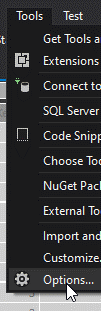 Tools Test
Get Tools a
Extensions
Connect to
SQL Server
Code Snipp
Choose Too
NuGet Pack
External To
Import and
Customize.
Options...